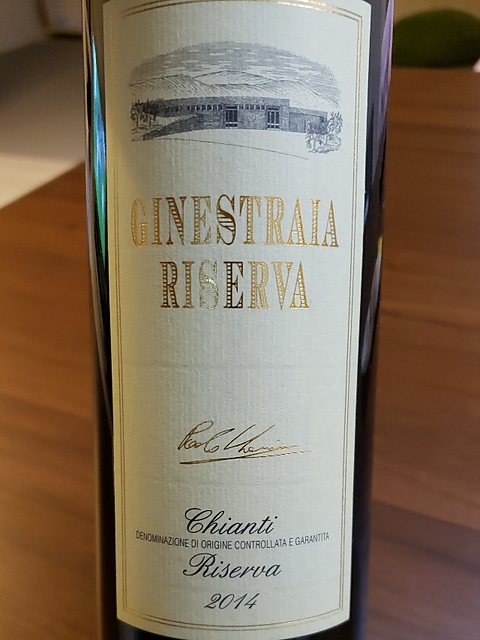 GINESTRAIA
RISERVA
Chianti
DENOMINAZIONE DI ORIGINE CONTROLLATA E GARANTITA
Riserva
2014